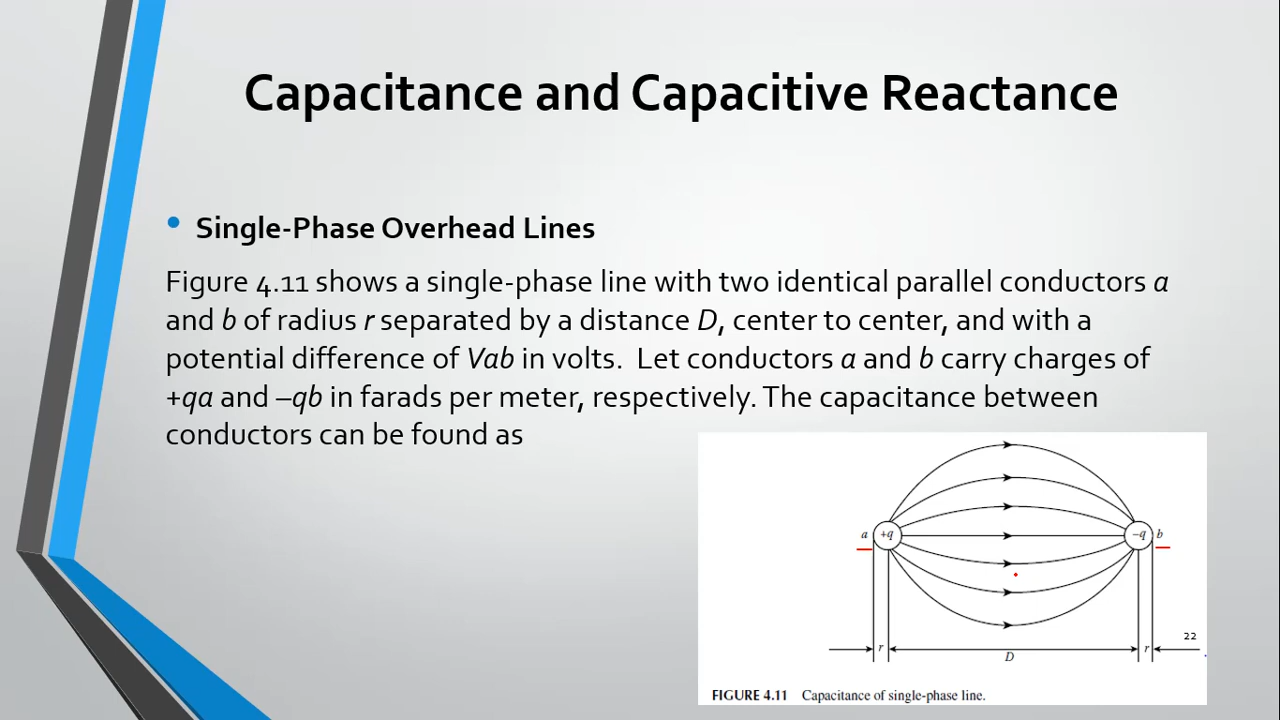 Capacitance and Capacitive Reactance
• Single-Phase Overhead Lines
Figure 4.11 shows a single-phase line with two identical parallel conductors a
and b of radius r separated by a distance D, center to center, and with a
potential difference of Vab in volts.  Let conductors a and b carry charges of
+qa and –qb in farads per meter, respectively. The capacitance between
conductors can be found as
a +q –q b
22
r D r
FIGURE 4.11 Capacitance of single-phase line.